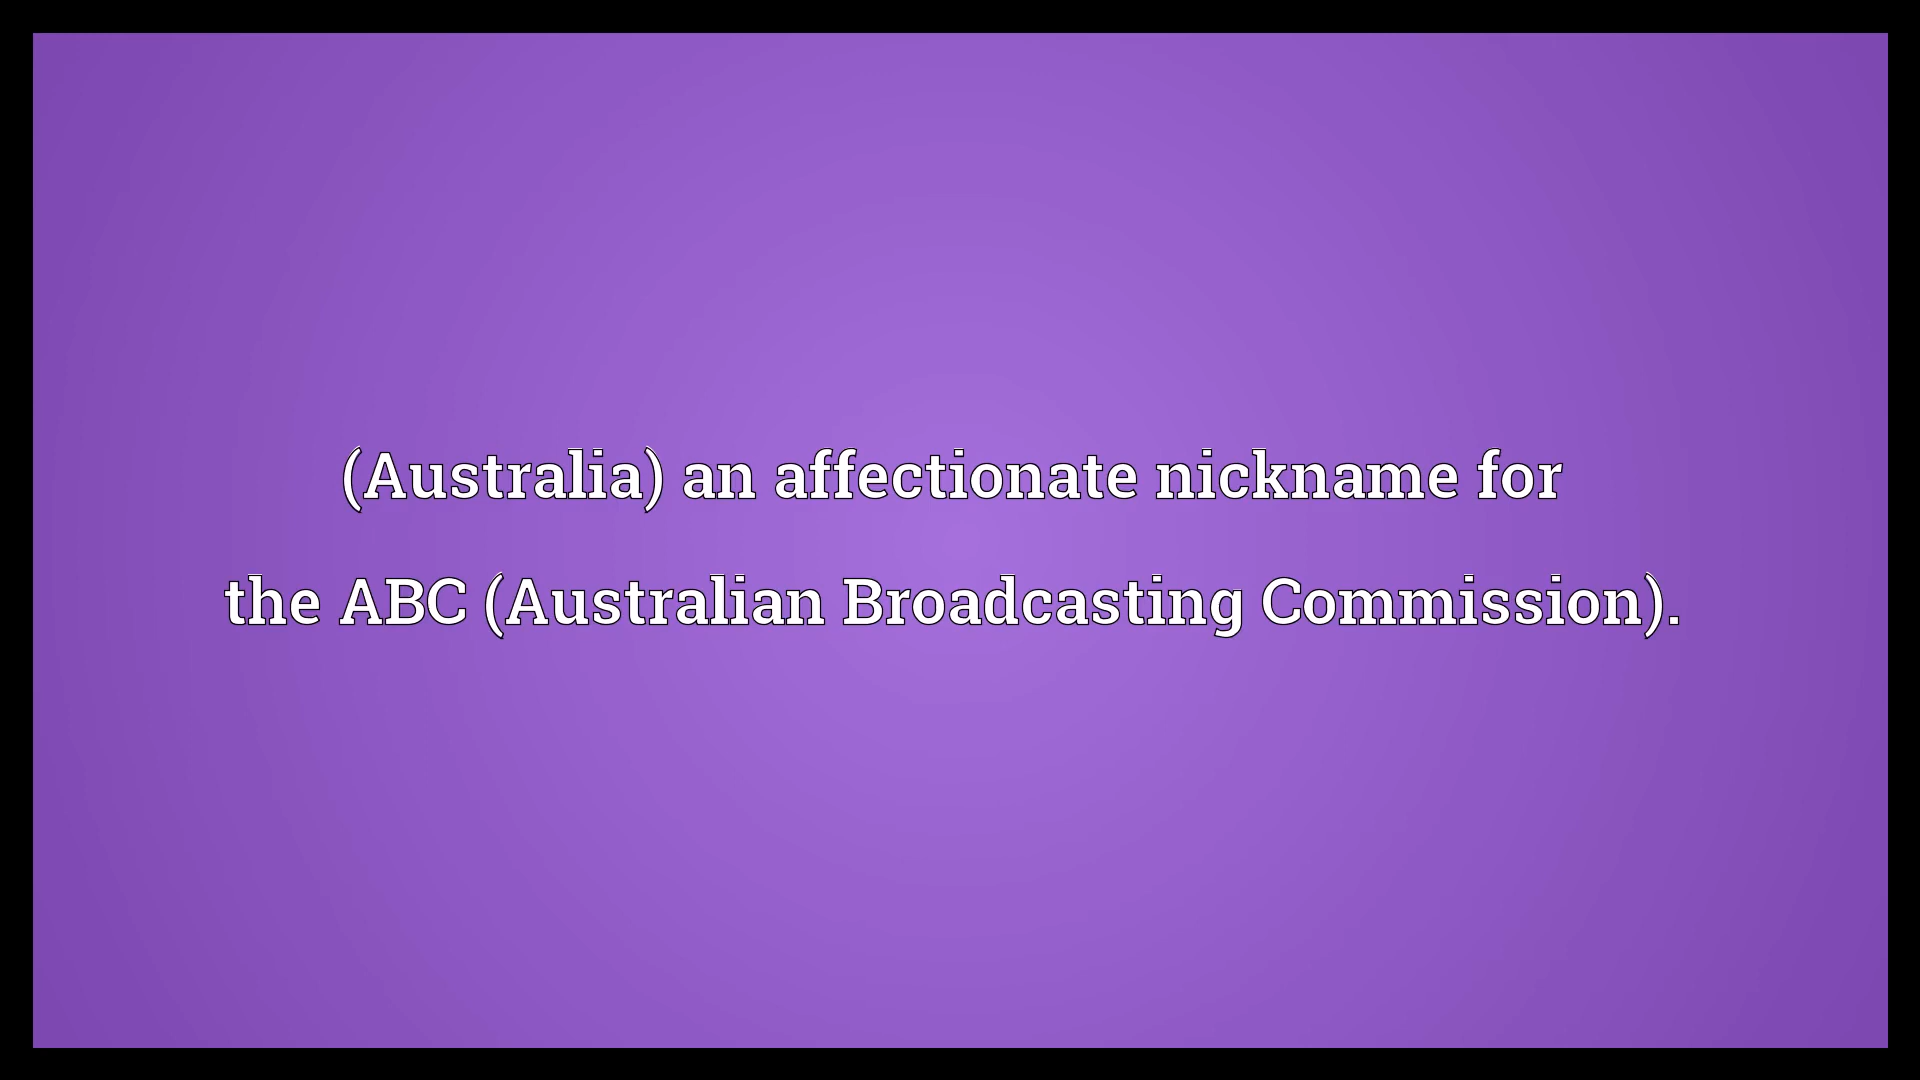 (Australia) an affectionate nickname for
the ABC (Australian Broadcasting Commission).